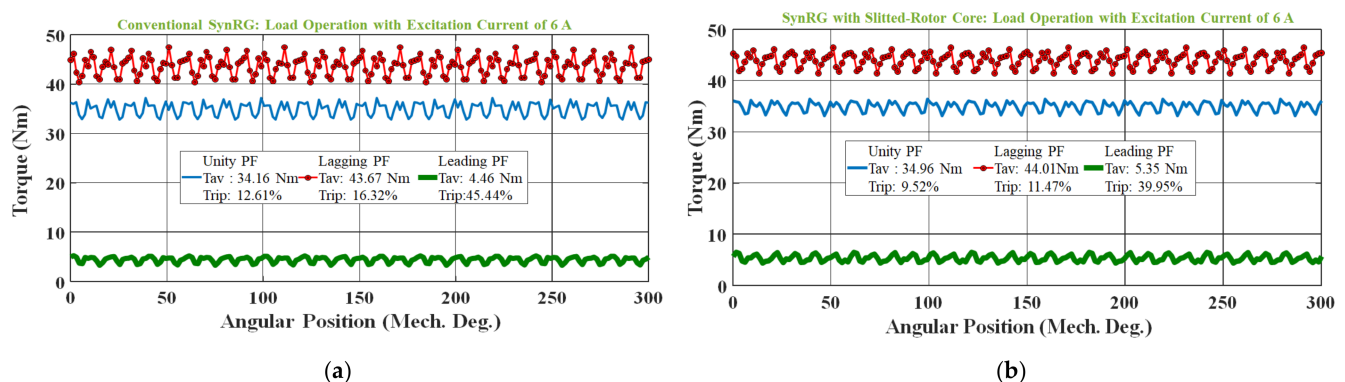 Conventional SynRG: Load Operation with Excitation Current of 6 A
50
40
30
20
10
0
Torque (Nm)
Unity PF Lagging PF Leading PF
Tav : 34.16 Nm Tav: 43.67 Nm Tav: 4.46 Nm
Trip: 12.61% Trip: 16.32% Trip:45.44%
0 50 100 150 200 250 300
Angular Position (Mech. Deg.)
(a)
SynRG with Slitted-Rotor Core: Load Operation with Excitation Current of 6 A
50
40
30
20
10
0
Torque (Nm)
Unity PF Lagging PF Leading PF
Tav : 34.96 Nm Tav: 44.01Nm Tav: 5.35 Nm
Trip: 9.52% Trip: 11.47% Trip: 39.95%
0 50 100 150 200 250 300
Angular Position (Mech. Deg.)
(b)